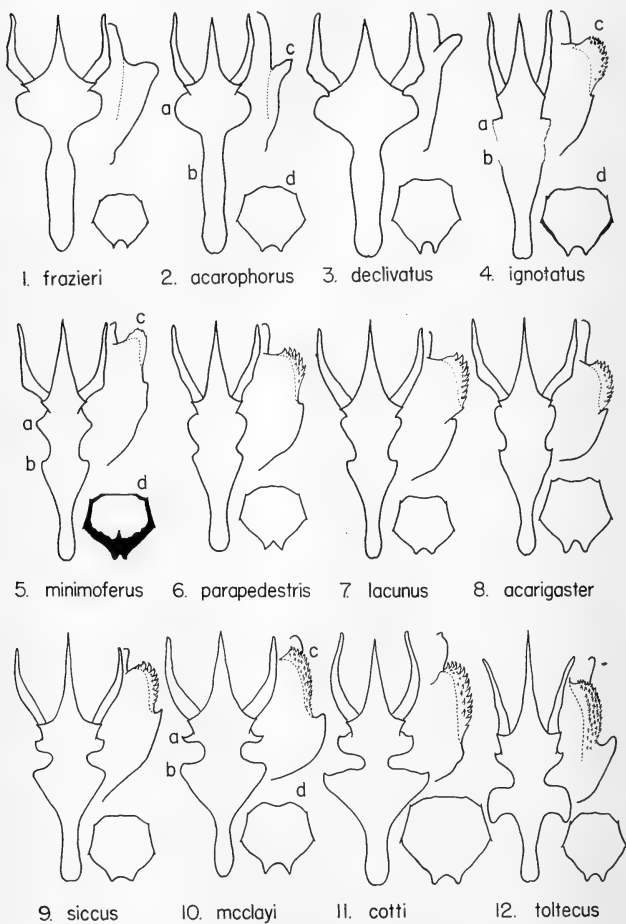 c c
a a
b b
d d
1. frazieri 2. acarophorus 3. declivatus 4. ignotatus
c
a
b
d
5. minimoferus 6. parapedestris 7. lacunus 8. acarigaster
c
a
b
d
9. siccus 10. mcclayi 11. cotti 12. toltecus